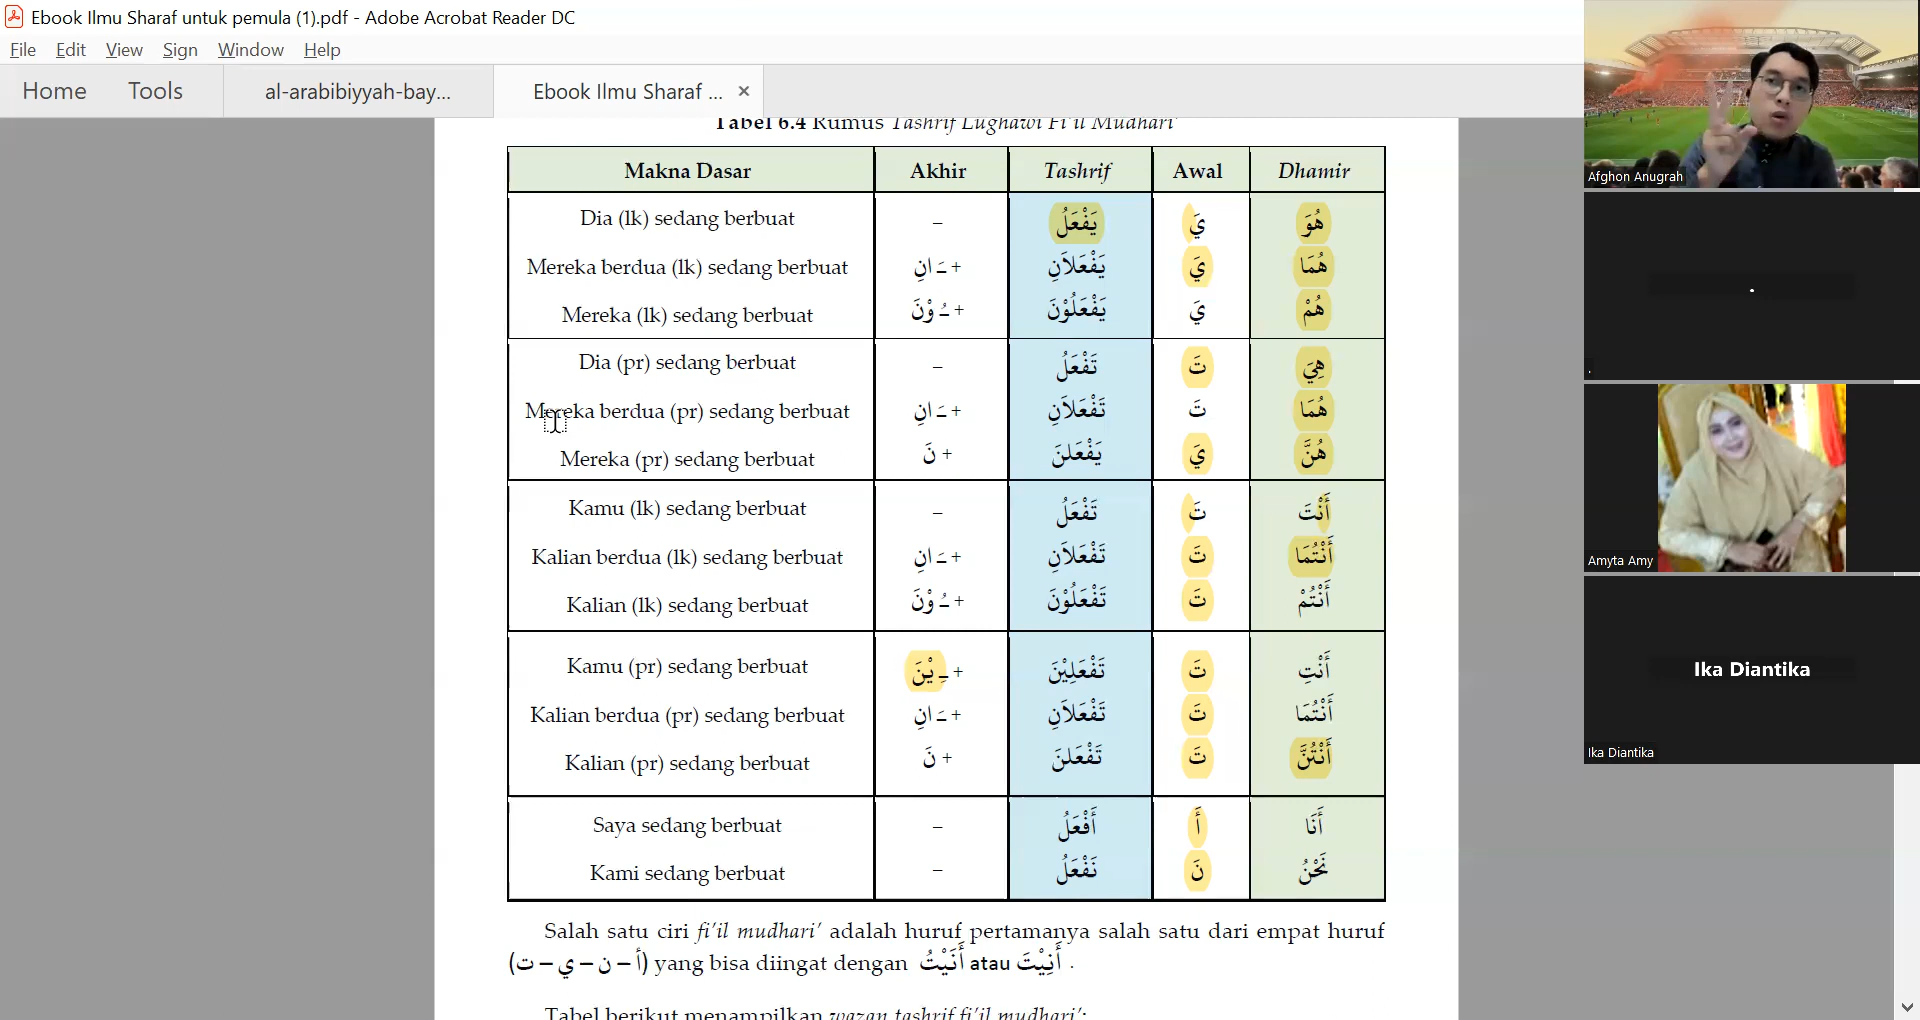 Ebook Ilmu Sharaf untuk pemula (1).pdf - Adobe Acrobat Reader DC
File Edit View Sign Window Help
Home Tools al-arabibiyyah-bay... Ebook Ilmu Sharaf ... ×
Tabel 6.4 Rumus Tashrif Lughawi Fi'il Mudhari'
Makna Dasar Akhir Tashrif Awal Dhamir
Dia (lk) sedang berbuat – يَفْعَلُ يَ هُوَ
Mereka berdua (lk) sedang berbuat + ـَ انِ يَفْعَلاَنِ يَ هُمَا
Mereka (lk) sedang berbuat + ـُ وْنَ يَفْعَلُوْنَ يَ هُمْ
Dia (pr) sedang berbuat – تَفْعَلُ تَ هِيَ
Mereka berdua (pr) sedang berbuat + ـَ انِ تَفْعَلاَنِ تَ هُمَا
Mereka (pr) sedang berbuat + نَ يَفْعَلنَ يَ هُنَّ
Kamu (lk) sedang berbuat – تَفْعَلُ تَ أَنْتَ
Kalian berdua (lk) sedang berbuat + ـَ انِ تَفْعَلاَنِ تَ أَنْتُمَا
Kalian (lk) sedang berbuat + ـُ وْنَ تَفْعَلُوْنَ تَ أَنْتُمْ
Kamu (pr) sedang berbuat + ـِ يْنَ تَفْعَلِيْنَ تَ أَنْتِ
Kalian berdua (pr) sedang berbuat + ـَ انِ تَفْعَلاَنِ تَ أَنْتُمَا
Kalian (pr) sedang berbuat + نَ تَفْعَلنَ تَ أَنْتُنَّ
Saya sedang berbuat – أَفْعَلُ أَ أَنَا
Kami sedang berbuat – نَفْعَلُ نَ نَحْنُ
Salah satu ciri fi'il mudhari' adalah huruf pertamanya salah satu dari empat huruf
(أ – ن – ي – ت) yang bisa diingat dengan أَنَيْتُ atau أَنِيْتَ .
Tabel berikut menampilkan wazan tashrif fi'il mudhari':
Afghon Anugrah
.
.
Amyta Amy
Ika Diantika
Ika Diantika